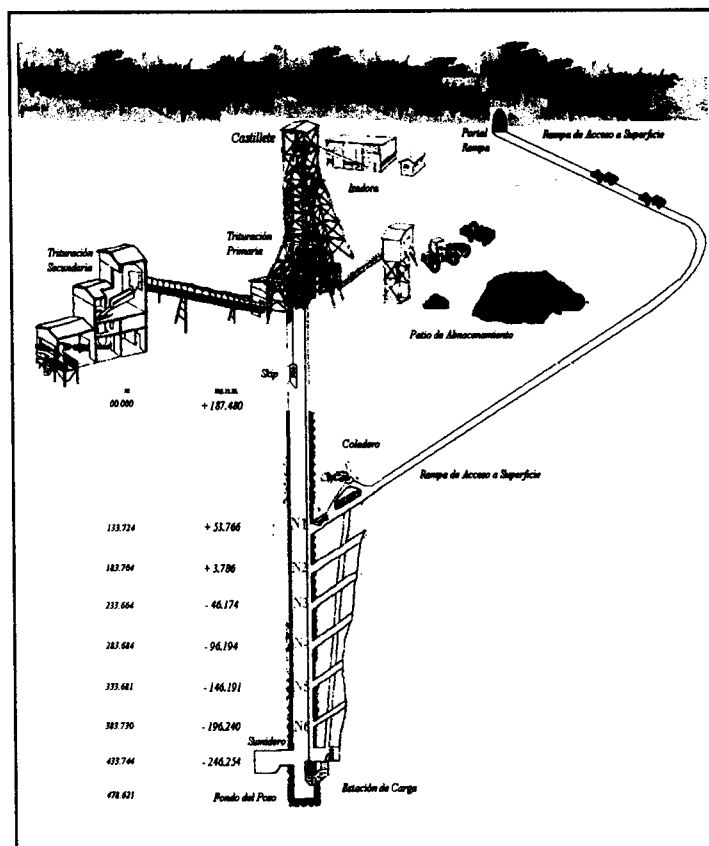 Castillete
Portal
Rampa
Rampa de Acceso a Superficie
Izadora
Trituración
Primaria
Trituración
Secundaria
Patio de Almacenamiento
Skip
m
m.s.n.m.
00.000 + 187.480
Coladero
Rampa de Acceso a Superficie
133.724 + 53.766 N1
183.704 + 3.786 N2
233.664 - 46.174 N3
283.684 - 96.194 N4
333.681 - 146.191 N5
383.730 - 196.240 N6
Sumidero
433.744 - 246.254
478.621 Fondo del Pozo Estación de Carga